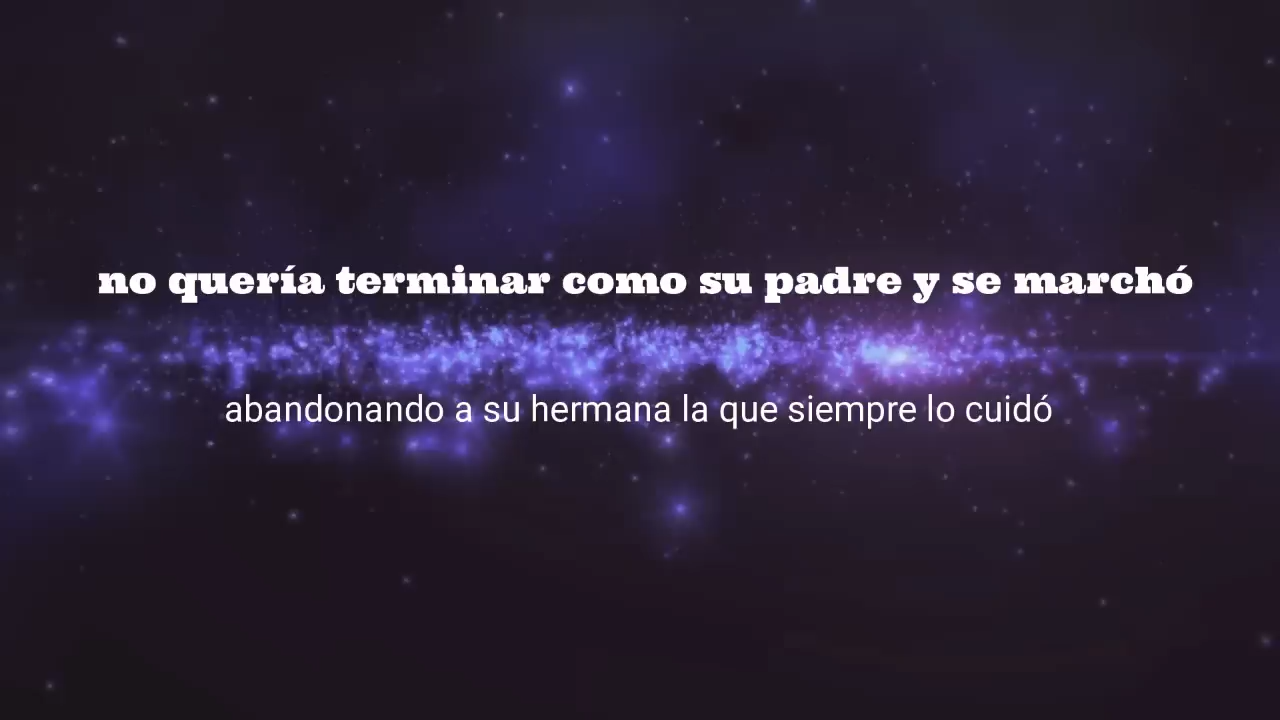 no quería terminar como su padre y se marchó
abandonando a su hermana la que siempre lo cuidó